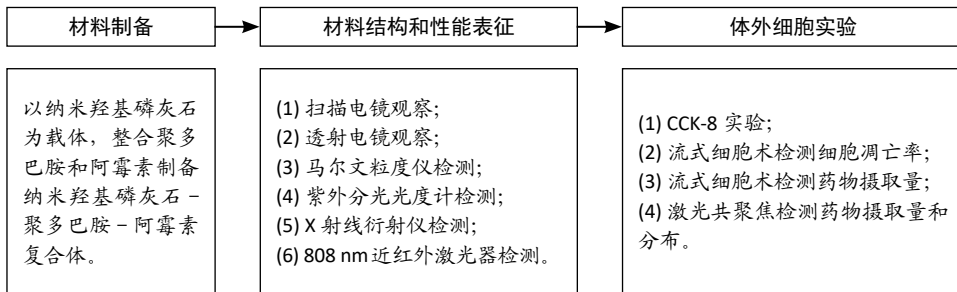 材料制备
材料结构和性能表征
体外细胞实验
以纳米羟基磷灰石
为载体，整合聚多
巴胺和阿霉素制备
纳米羟基磷灰石－
聚多巴胺－阿霉素
复合体。
(1) 扫描电镜观察;
(2) 透射电镜观察;
(3) 马尔文粒度仪检测;
(4) 紫外分光光度计检测;
(5) X 射线衍射仪检测;
(6) 808 nm 近红外激光器检测。
(1) CCK-8 实验;
(2) 流式细胞术检测细胞凋亡率;
(3) 流式细胞术检测药物摄取量;
(4) 激光共聚焦检测药物摄取量和
分布。